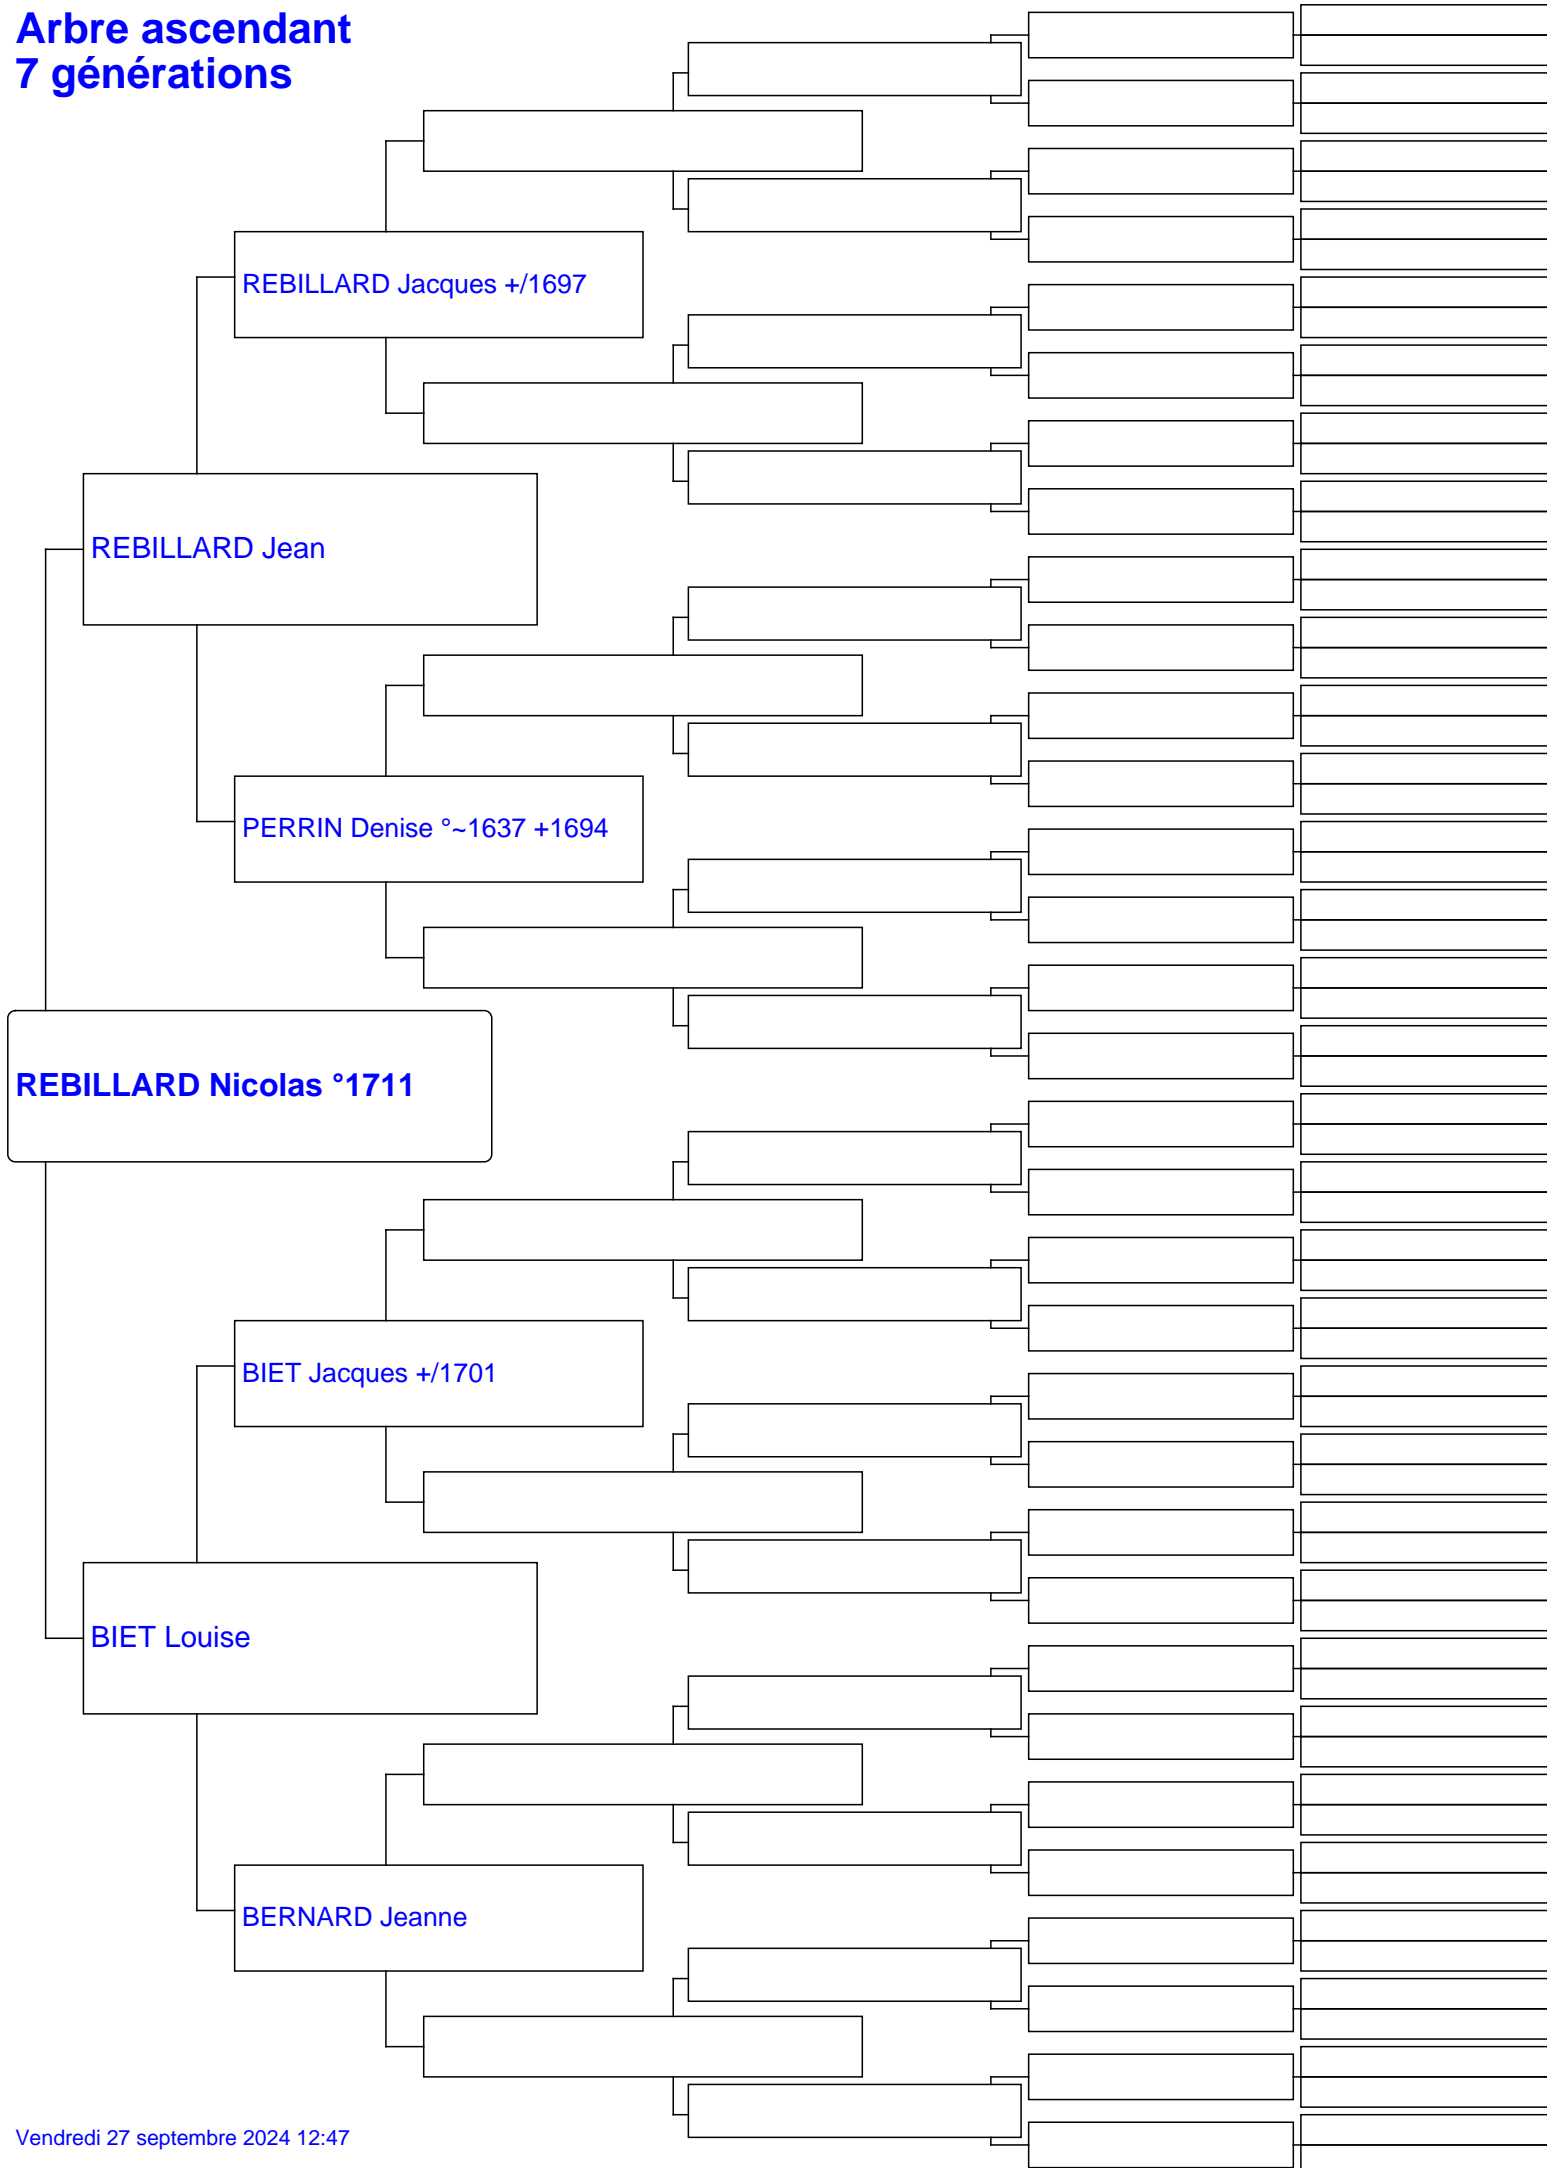 Arbre ascendant
7 générations
REBILLARD Jacques +/1697
REBILLARD Jean
PERRIN Denise °~1637 +1694
REBILLARD Nicolas °1711
BIET Jacques +/1701
BIET Louise
BERNARD Jeanne
Vendredi 27 septembre 2024 12:47